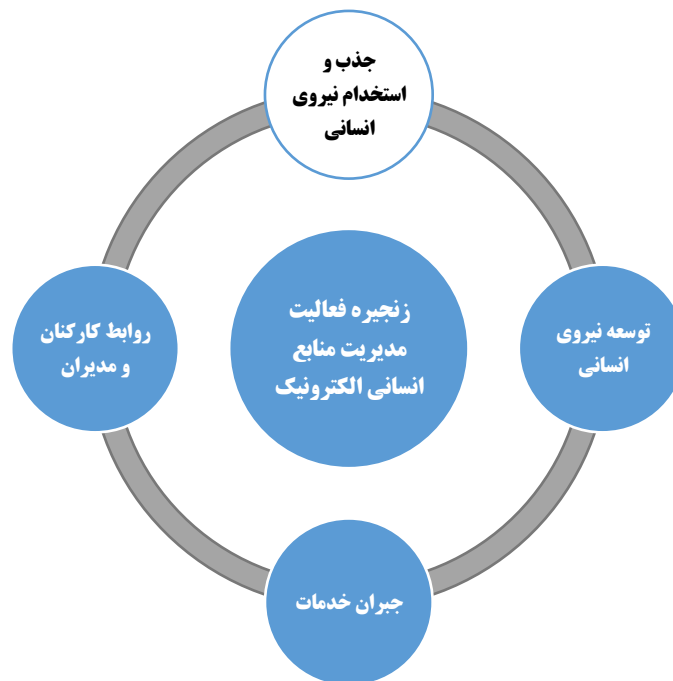 جذب و
استخدام نیروی
انسانی
توسعه نیروی
انسانی
زنجیره فعالیت
مدیریت منابع
انسانی الکترونیک
روابط کارکنان
و مدیران
جبران خدمات